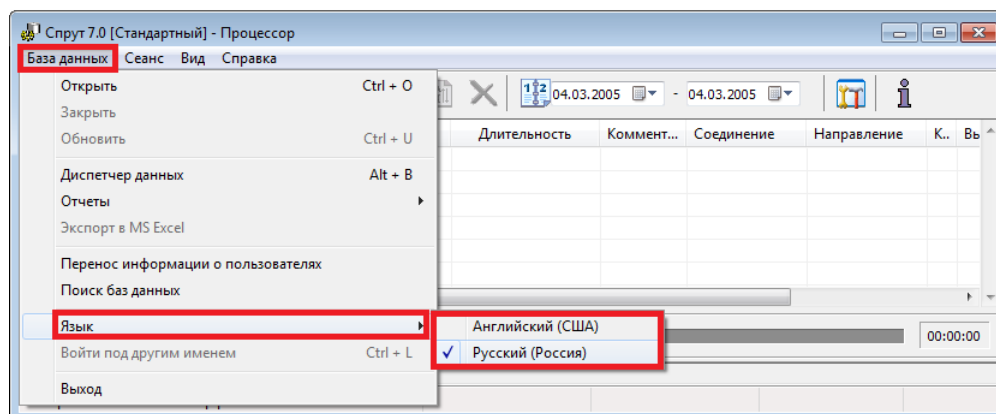 Спрут 7.0 [Стандартный] - Процессор
База данных Сеанс Вид Справка
Открыть Ctrl + O
04.03.2005 - 04.03.2005
Закрыть
Обновить Ctrl + U
Длительность Коммент... Соединение Направление К.. Вы
Диспетчер данных Alt + B
Отчеты
Экспорт в MS Excel
Перенос информации о пользователях
Поиск баз данных
Язык
Английский (США)
00:00:00
Войти под другим именем Ctrl + L
Русский (Россия)
Выход